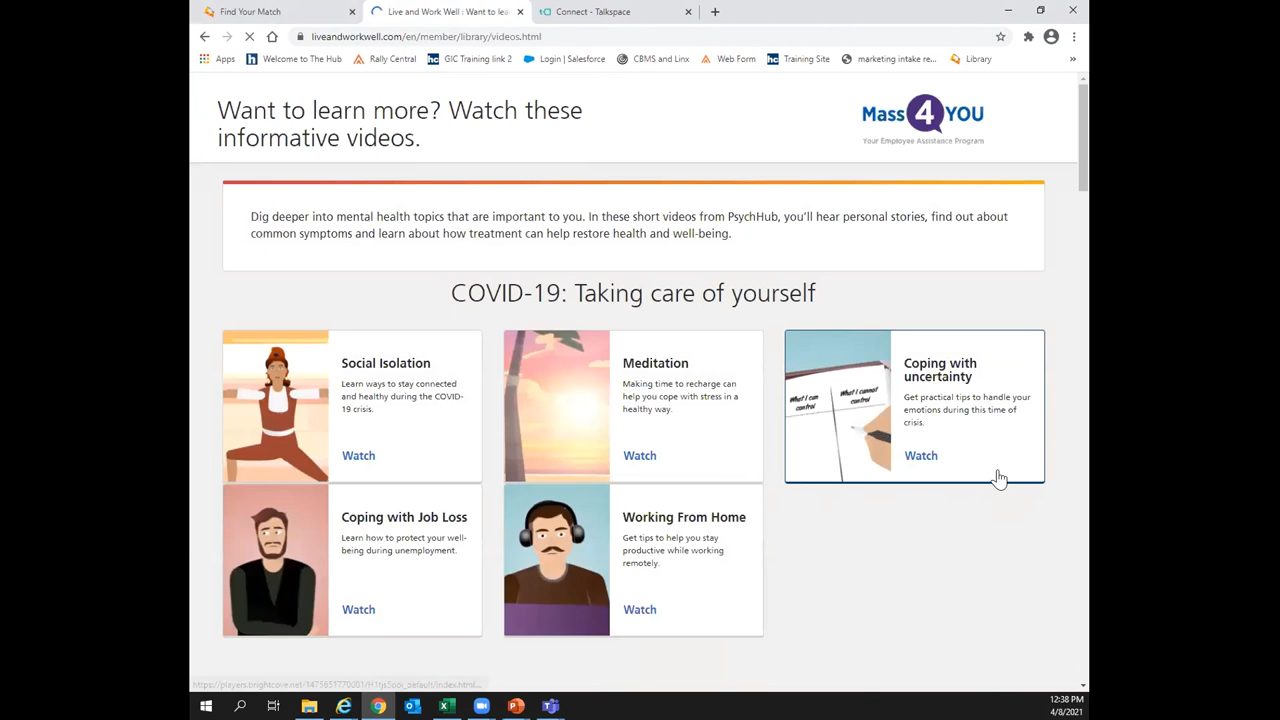 Find Your Match
Live and Work Well : Want to lea
Connect - Talkspace
liveandworkwell.com/en/member/library/videos.html
Apps
Welcome to The Hub
Rally Central
hc GIC Training link 2
Login | Salesforce
CBMS and Linx
Web Form
hc Training Site
marketing intake re...
Library
Want to learn more? Watch these
informative videos.
Mass4YOU
Your Employee Assistance Program
Dig deeper into mental health topics that are important to you. In these short videos from PsychHub, you'll hear personal stories, find out about
common symptoms and learn about how treatment can help restore health and well-being.
COVID-19: Taking care of yourself
Social Isolation
Learn ways to stay connected
and healthy during the COVID-
19 crisis.
Watch
Meditation
Making time to recharge can
help you cope with stress in a
healthy way.
Watch
What I can
control
What I cannot
control
Coping with
uncertainty
Get practical tips to handle your
emotions during this time of
crisis.
Watch
Coping with Job Loss
Learn how to protect your well-
being during unemployment.
Watch
Working From Home
Get tips to help you stay
productive while working
remotely.
Watch
12:38 PM
4/8/2021